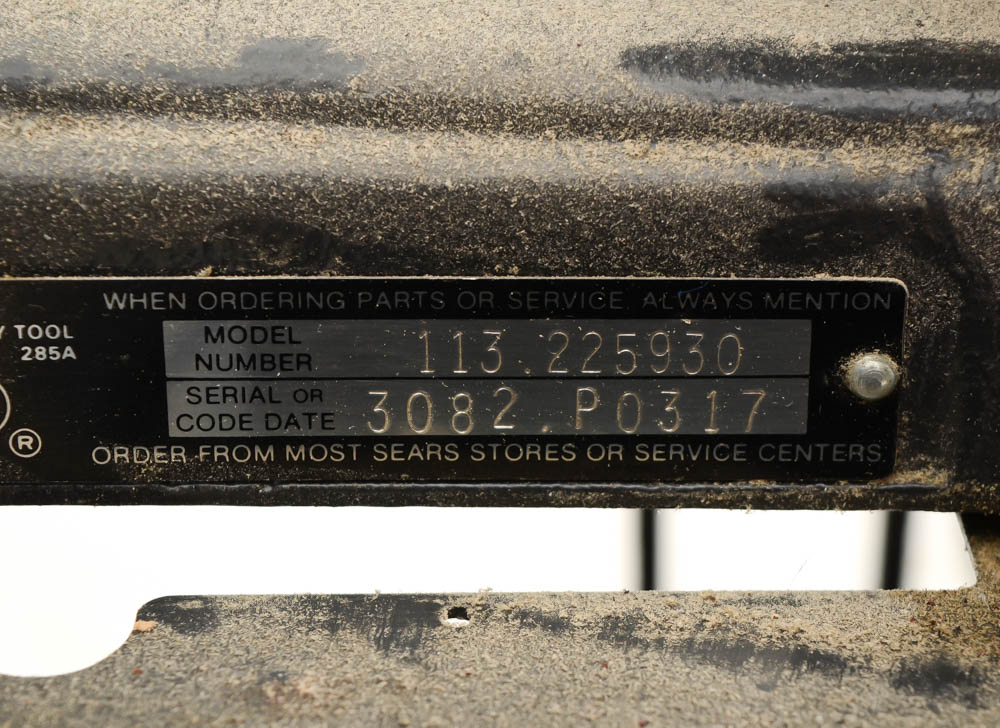 WHEN ORDERING PARTS OR SERVICE, ALWAYS MENTION
Y TOOL
285A
MODEL
NUMBER
113.225930
SERIAL OR
CODE DATE
3082.P0317
®
ORDER FROM MOST SEARS STORES OR SERVICE CENTERS.